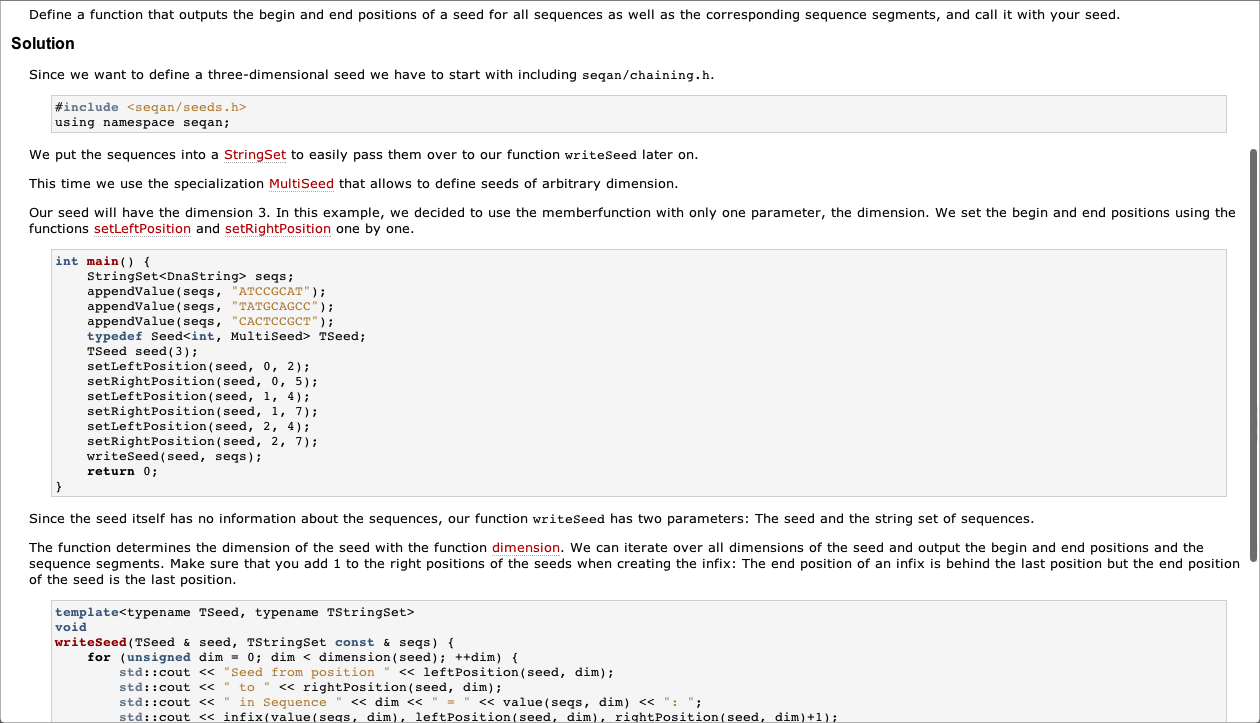 Define a function that outputs the begin and end positions of a seed for all sequences as well as the corresponding sequence segments, and call it with your seed.
Solution
Since we want to define a three-dimensional seed we have to start with including seqan/chaining.h.
#include <seqan/seeds.h>
using namespace seqan;
We put the sequences into a StringSet to easily pass them over to our function writeSeed later on.
This time we use the specialization MultiSeed that allows to define seeds of arbitrary dimension.
Our seed will have the dimension 3. In this example, we decided to use the memberfunction with only one parameter, the dimension. We set the begin and end positions using the
functions setLeftPosition and setRightPosition one by one.
int main() {
    StringSet<DnaString> seqs;
    appendValue(seqs, "ATCCGCAT");
    appendValue(seqs, "TATGCAGCC");
    appendValue(seqs, "CACTCCGCT");
    typedef Seed<int, MultiSeed> TSeed;
    TSeed seed(3);
    setLeftPosition(seed, 0, 2);
    setRightPosition(seed, 0, 5);
    setLeftPosition(seed, 1, 4);
    setRightPosition(seed, 1, 7);
    setLeftPosition(seed, 2, 4);
    setRightPosition(seed, 2, 7);
    writeSeed(seed, seqs);
    return 0;
}
Since the seed itself has no information about the sequences, our function writeSeed has two parameters: The seed and the string set of sequences.
The function determines the dimension of the seed with the function dimension. We can iterate over all dimensions of the seed and output the begin and end positions and the
sequence segments. Make sure that you add 1 to the right positions of the seeds when creating the infix: The end position of an infix is behind the last position but the end position
of the seed is the last position.
template<typename TSeed, typename TStringSet>
void
writeSeed(TSeed & seed, TStringSet const & seqs) {
    for (unsigned dim = 0; dim < dimension(seed); ++dim) {
        std::cout << "Seed from position " << leftPosition(seed, dim);
        std::cout << " to " << rightPosition(seed, dim);
        std::cout << " in Sequence " << dim << " = " << value(seqs, dim) << ": ";
        std::cout << infix(value(seqs, dim), leftPosition(seed, dim), rightPosition(seed, dim)+1);